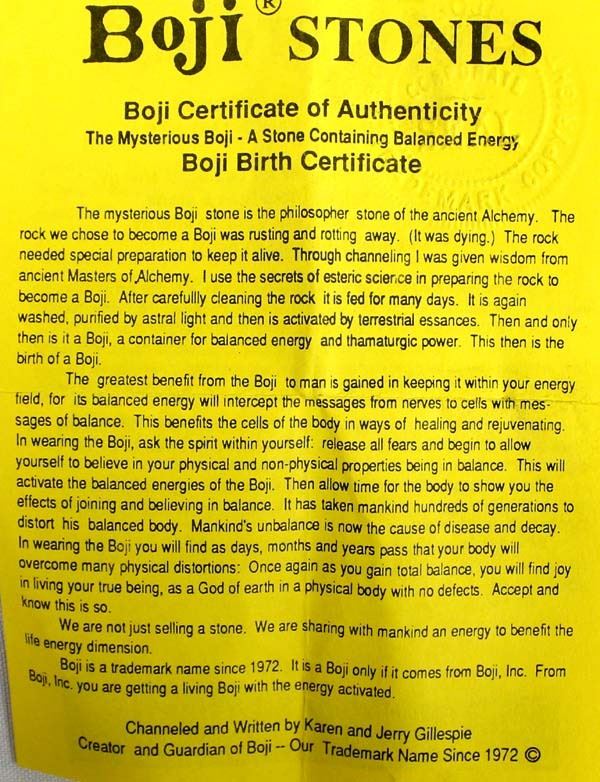 Boji ® STONES
Boji Certificate of Authenticity
The Mysterious Boji - A Stone Containing Balanced Energy
Boji Birth Certificate
The mysterious Boji stone is the philosopher stone of the ancient Alchemy. The
rock we chose to become a Boji was rusting and rotting away. (It was dying.) The rock
needed special preparation to keep it alive. Through channeling I was given wisdom from
ancient Masters of Alchemy. I use the secrets of esteric science in preparing the rock to
become a Boji. After carefullly cleaning the rock it is fed for many days. It is again
washed, purified by astral light and then is activated by terrestrial essances. Then and only
then is it a Boji, a container for balanced energy and thamaturgic power. This then is the
birth of a Boji.
The greatest benefit from the Boji to man is gained in keeping it within your energy
field, for its balanced energy will intercept the messages from nerves to cells with mes-
sages of balance. This benefits the cells of the body in ways of healing and rejuvenating.
In wearing the Boji, ask the spirit within yourself: release all fears and begin to allow
yourself to believe in your physical and non-physical properties being in balance. This will
activate the balanced energies of the Boji. Then allow time for the body to show you the
effects of joining and believing in balance. It has taken mankind hundreds of generations to
distort his balanced body. Mankind's unbalance is now the cause of disease and decay.
In wearing the Boji you will find as days, months and years pass that your body will
overcome many physical distortions: Once again as you gain total balance, you will find joy
in living your true being, as a God of earth in a physical body with no defects. Accept and
know this is so.
We are not just selling a stone. We are sharing with mankind an energy to benefit the
life energy dimension.
Boji is a trademark name since 1972. It is a Boji only if it comes from Boji, Inc. From
Boji, Inc. you are getting a living Boji with the energy activated.
Channeled and Written by Karen and Jerry Gillespie
Creator and Guardian of Boji -- Our Trademark Name Since 1972 ©